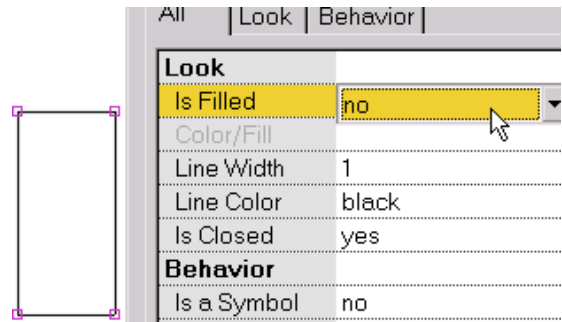 All Look Behavior
Look
Is Filled no
Color/Fill
Line Width 1
Line Color black
Is Closed yes
Behavior
Is a Symbol no